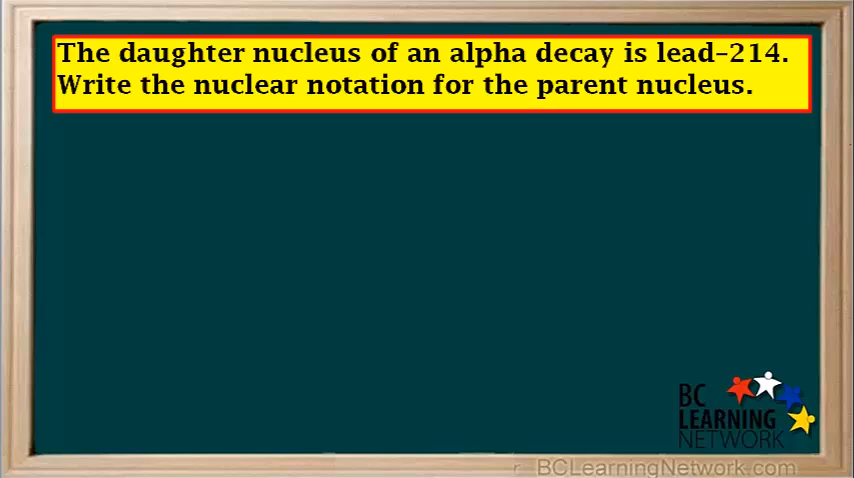 The daughter nucleus of an alpha decay is lead-214.
Write the nuclear notation for the parent nucleus.
BC
LEARNING
NETWORK
BCLearningNetwork.com